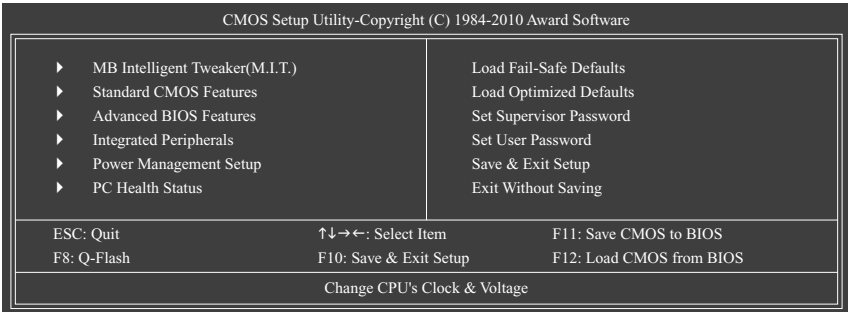 CMOS Setup Utility-Copyright (C) 1984-2010 Award Software
MB Intelligent Tweaker(M.I.T.)
Standard CMOS Features
Advanced BIOS Features
Integrated Peripherals
Power Management Setup
PC Health Status
Load Fail-Safe Defaults
Load Optimized Defaults
Set Supervisor Password
Set User Password
Save & Exit Setup
Exit Without Saving
ESC: Quit ↑↓→←: Select Item F11: Save CMOS to BIOS
F8: Q-Flash F10: Save & Exit Setup F12: Load CMOS from BIOS
Change CPU's Clock & Voltage